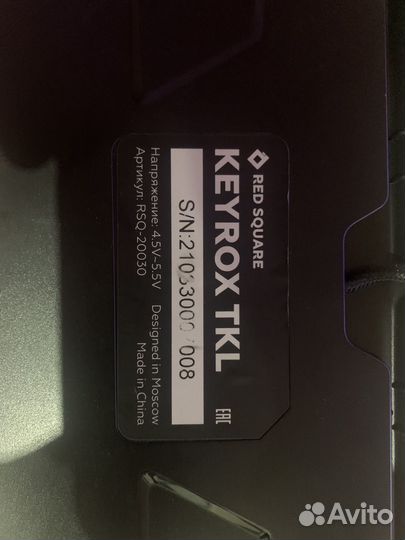 RED SQUARE
KEYROX TKL
Напряжение: 4.5V~5.5V Designed in Moscow
Артикул: RSQ-20030 Made in China
EAC
Avito